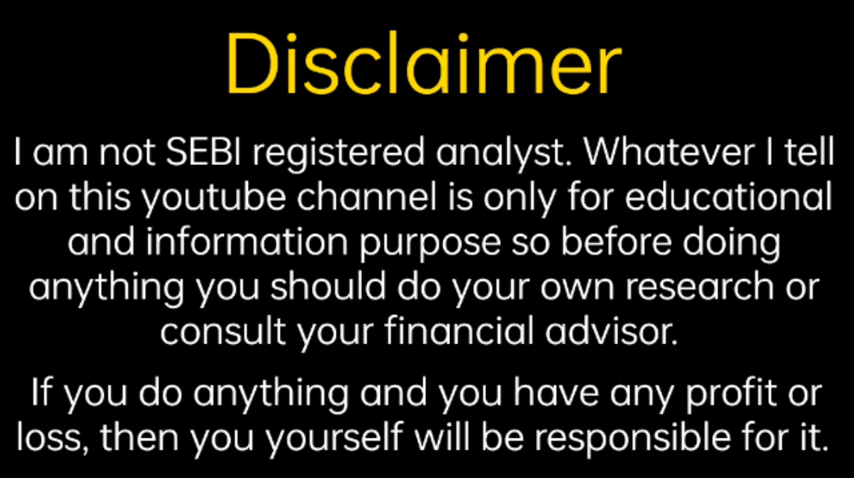 Disclaimer
I am not SEBI registered analyst. Whatever I tell
on this youtube channel is only for educational
and information purpose so before doing
anything you should do your own research or
consult your financial advisor.
If you do anything and you have any profit or
loss, then you yourself will be responsible for it.